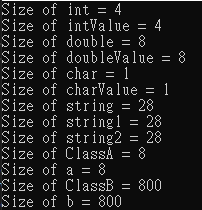 Size of int = 4
Size of intValue = 4
Size of double = 8
Size of doubleValue = 8
Size of char = 1
Size of charValue = 1
Size of string = 28
Size of string1 = 28
Size of string2 = 28
Size of ClassA = 8
Size of a = 8
Size of ClassB = 800
Size of b = 800